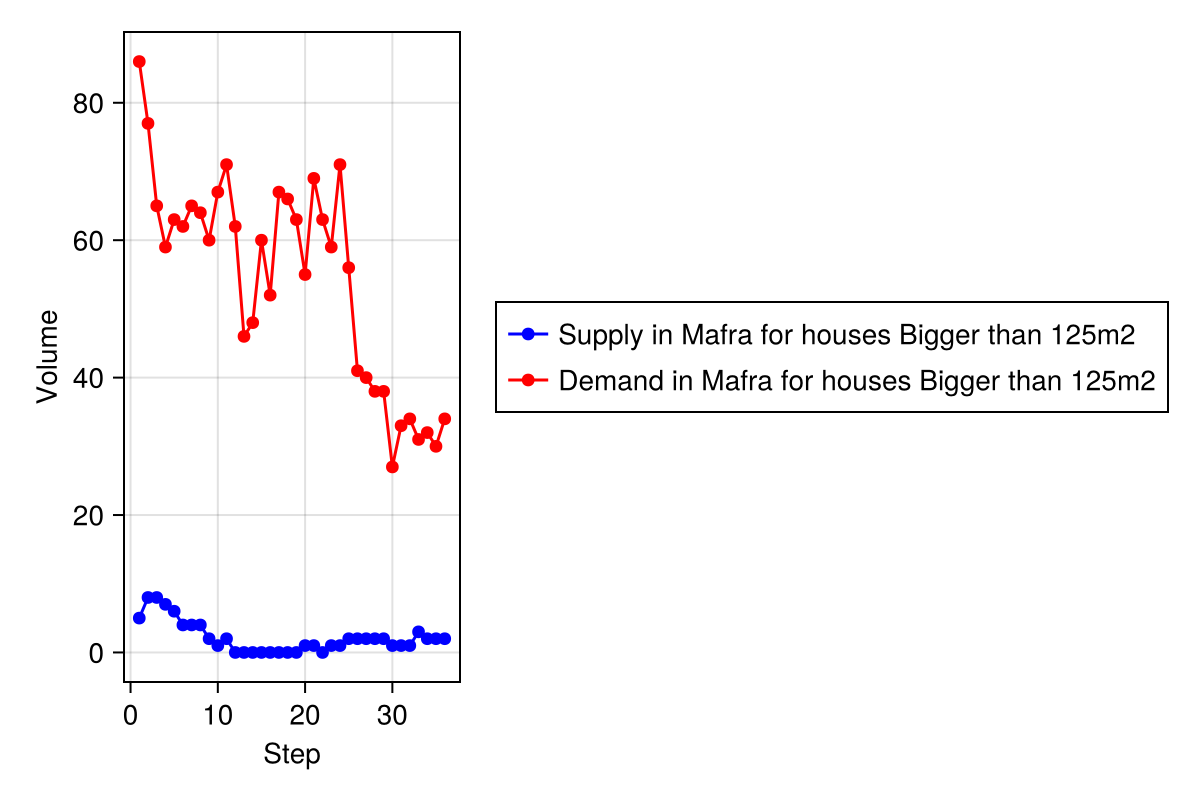 80
60
40
20
0
Volume
0 10 20 30
Step
Supply in Mafra for houses Bigger than 125m2
Demand in Mafra for houses Bigger than 125m2